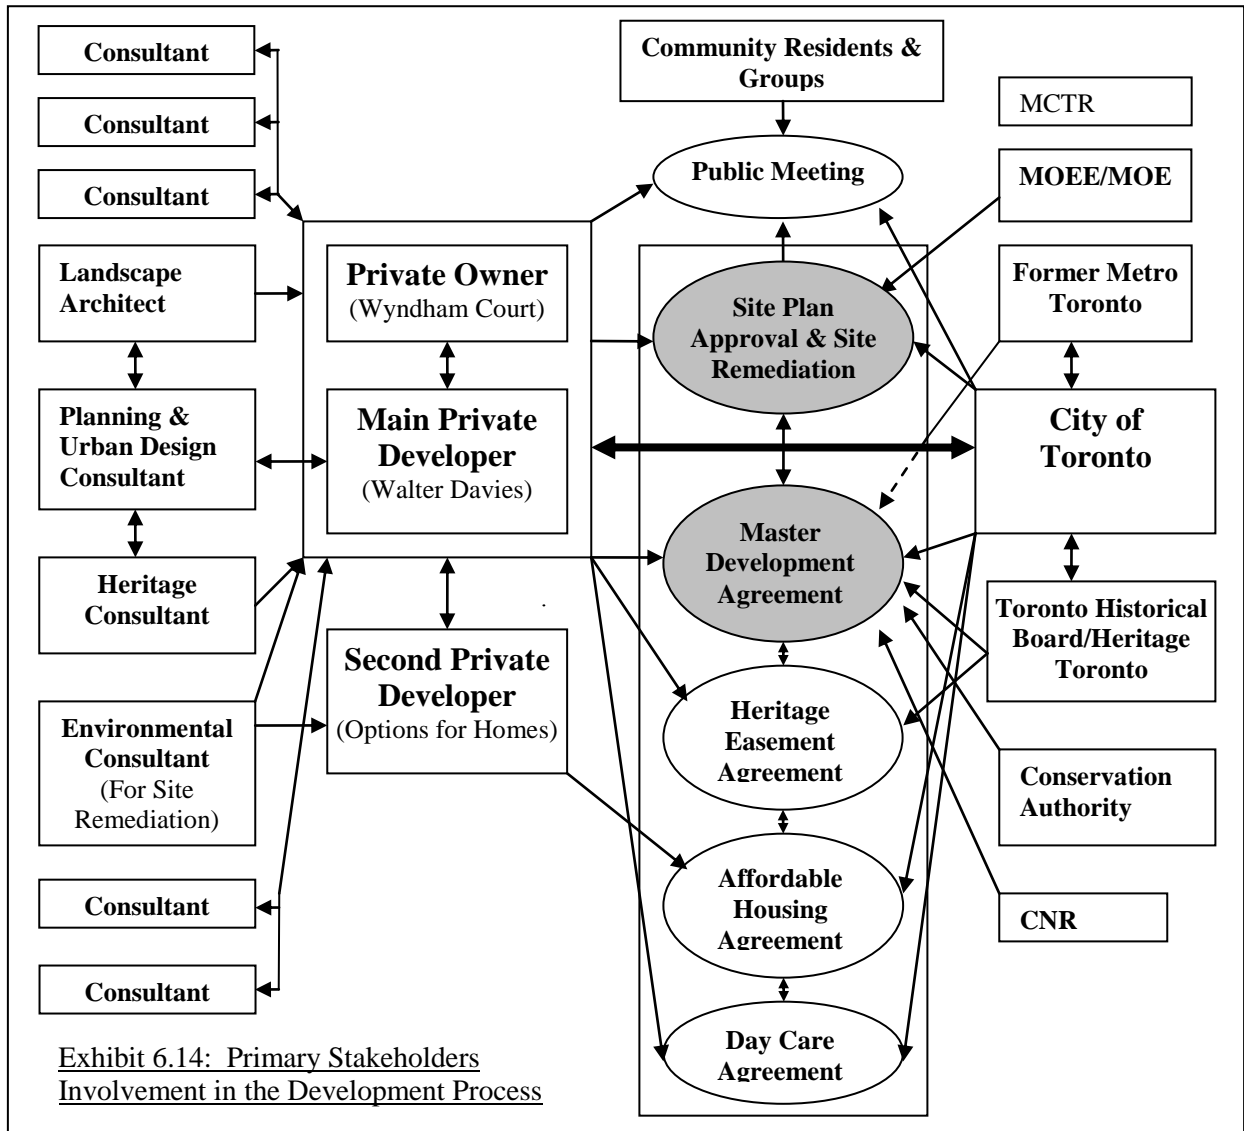 Consultant
Consultant
Consultant
Landscape
Architect
Planning &
Urban Design
Consultant
Heritage
Consultant
Environmental
Consultant
(For Site
Remediation)
Consultant
Consultant
Private Owner
(Wyndham Court)
Main Private
Developer
(Walter Davies)
Second Private
Developer
(Options for Homes)
Community Residents &
Groups
Public Meeting
Site Plan
Approval & Site
Remediation
Master
Development
Agreement
Heritage
Easement
Agreement
Affordable
Housing
Agreement
Day Care
Agreement
MCTR
MOEE/MOE
Former Metro
Toronto
City of
Toronto
Toronto Historical
Board/Heritage
Toronto
Conservation
Authority
CNR
Exhibit 6.14: Primary Stakeholders
Involvement in the Development Process